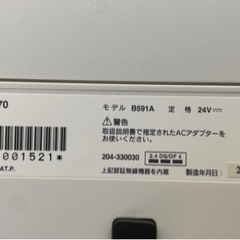 70
モデル B591A 定格 24V⎓
警告
取扱説明書で指定されたACアダプターを
お使いください。
001521*
AT.P.
204-330030
2.4 DS/OF 4
上記認証無線機器を内蔵
製造年月日: 2